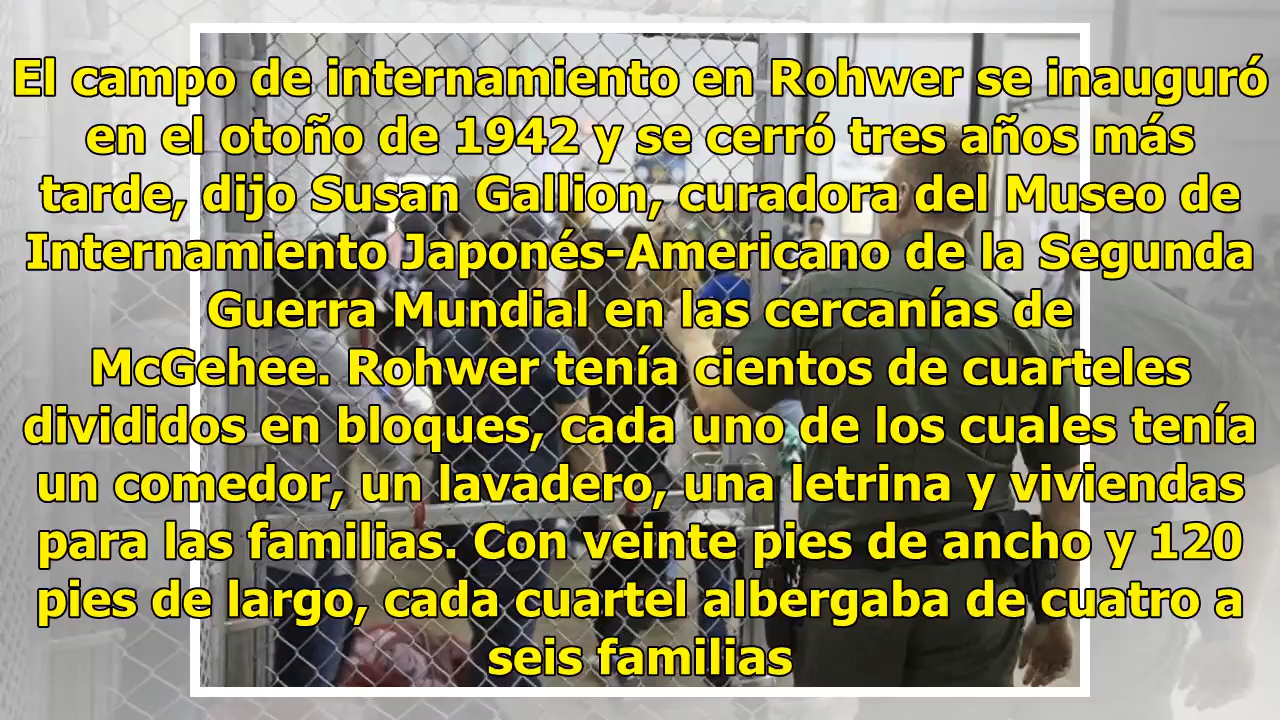 El campo de internamiento en Rohwer se inauguró
en el otoño de 1942 y se cerró tres años más
tarde, dijo Susan Gallion, curadora del Museo de
Internamiento Japonés-Americano de la Segunda
Guerra Mundial en las cercanías de
McGehee. Rohwer tenía cientos de cuarteles
divididos en bloques, cada uno de los cuales tenía
un comedor, un lavadero, una letrina y viviendas
para las familias. Con veinte pies de ancho y 120
pies de largo, cada cuartel albergaba de cuatro a
seis familias